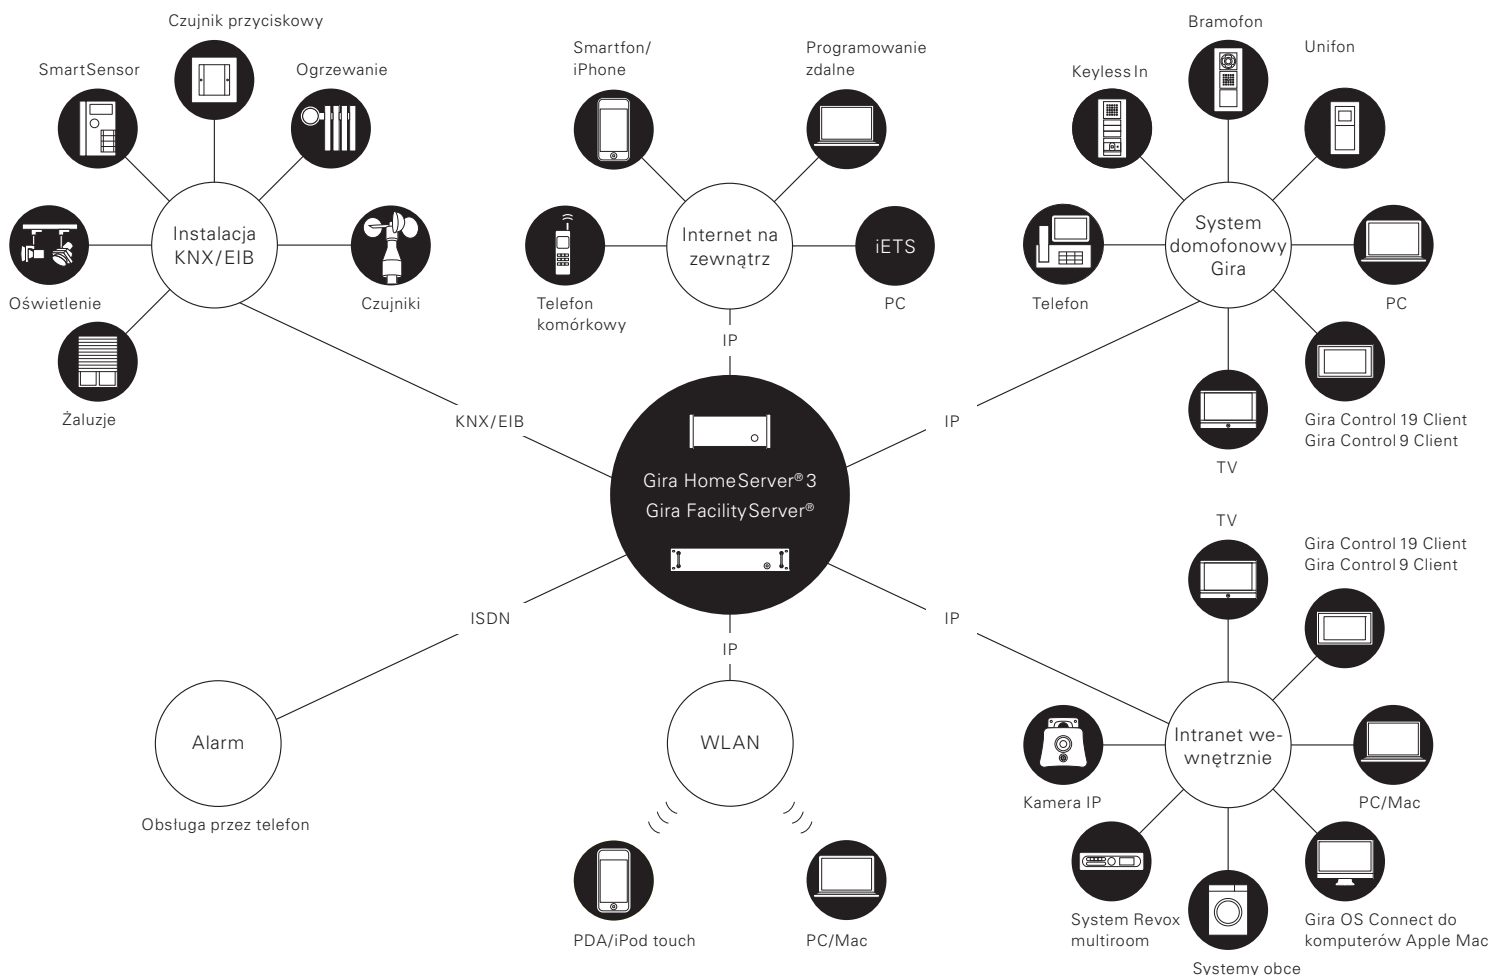 Czujnik przyciskowy
SmartSensor
Ogrzewanie
Instalacja
KNX/EIB
Oświetlenie
Czujniki
Żaluzje
Smartfon/
iPhone
Programowanie
zdalne
Internet na
zewnątrz
iETS
Telefon
komórkowy
PC
IP
Bramofon
Unifon
Keyless In
System
domofonowy
Gira
Telefon
PC
Gira Control 19 Client
Gira Control 9 Client
TV
KNX/EIB
IP
Gira HomeServer® 3
Gira FacilityServer®
ISDN
IP
IP
Alarm
Obsługa przez telefon
WLAN
PDA/iPod touch
PC/Mac
TV
Gira Control 19 Client
Gira Control 9 Client
Intranet we-
wnętrznie
Kamera IP
PC/Mac
System Revox
multiroom
Systemy obce
Gira OS Connect do
komputerów Apple Mac